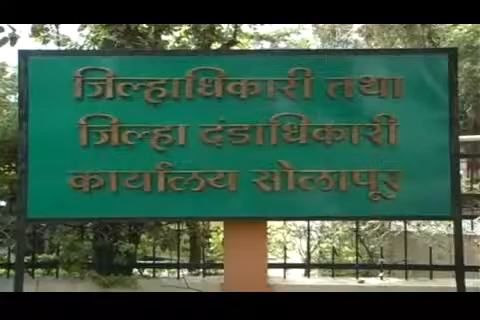 जिल्हाधिकारी तथा
जिल्हा दंडाधिकारी
कार्यालय सोलापूर